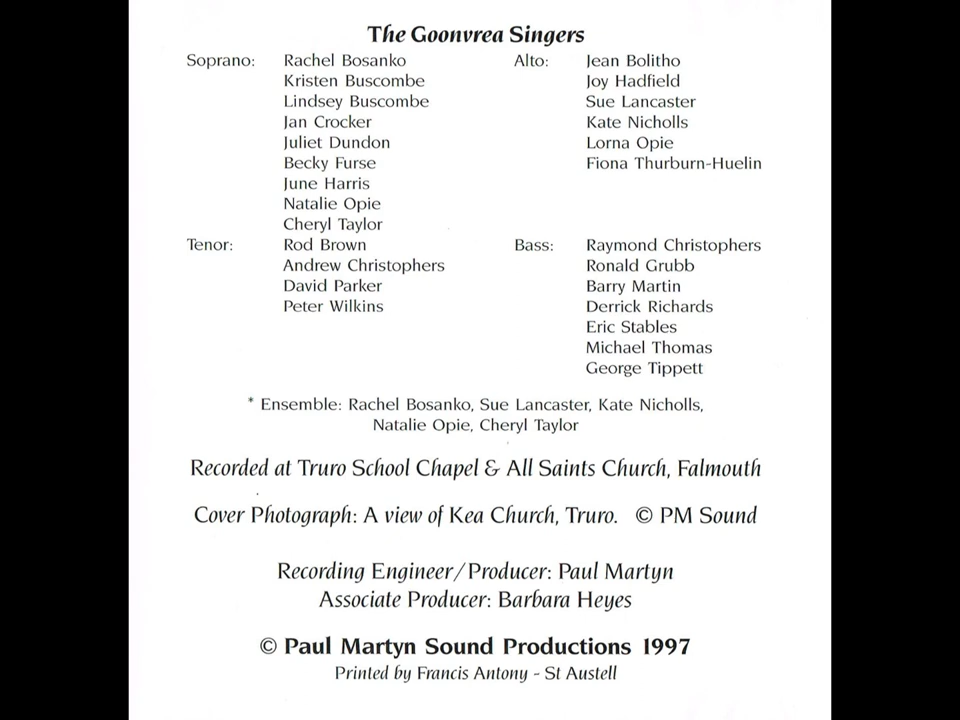 The Goonvrea Singers
Soprano: Rachel Bosanko Alto: Jean Bolitho
Kristen Buscombe Joy Hadfield
Lindsey Buscombe Sue Lancaster
Jan Crocker Kate Nicholls
Juliet Dundon Lorna Opie
Becky Furse Fiona Thurburn-Huelin
June Harris
Natalie Opie
Cheryl Taylor
Tenor: Rod Brown Bass: Raymond Christophers
Andrew Christophers Ronald Grubb
David Parker Barry Martin
Peter Wilkins Derrick Richards
Eric Stables
Michael Thomas
George Tippett
* Ensemble: Rachel Bosanko, Sue Lancaster, Kate Nicholls,
Natalie Opie, Cheryl Taylor
Recorded at Truro School Chapel & All Saints Church, Falmouth
Cover Photograph: A view of Kea Church, Truro. © PM Sound
Recording Engineer/Producer: Paul Martyn
Associate Producer: Barbara Heyes
© Paul Martyn Sound Productions 1997
Printed by Francis Antony - St Austell